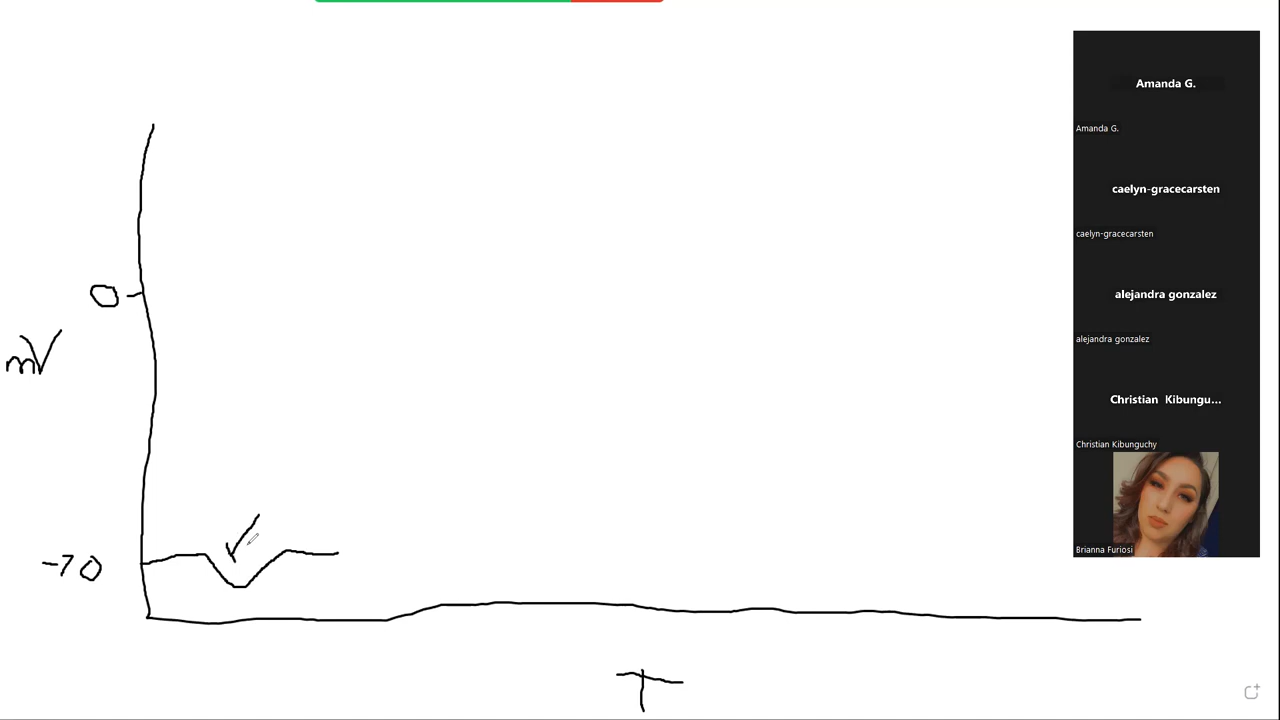 0
mV
-70
T
Amanda G.
Amanda G.
caelyn-gracecarsten
caelyn-gracecarsten
alejandra gonzalez
alejandra gonzalez
Christian Kibungu...
Christian Kibunguchy
Brianna Furiosi